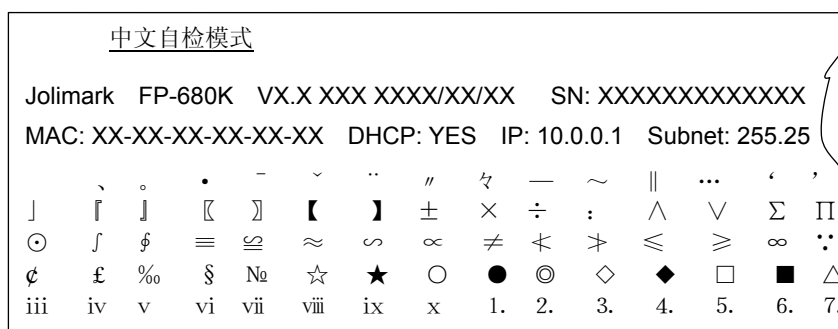 中文自检模式
Jolimark FP-680K VX.X XXX XXXX/XX/XX SN: XXXXXXXXXXXXX
MAC: XX-XX-XX-XX-XX-XX DHCP: YES IP: 10.0.0.1 Subnet: 255.25
、 。 • ˉ ˇ ¨ 〃 々 — ～ ‖ … ‘ ’
」 『 』 〖 〗 【 】 ± × ÷ ∶ ∧ ∨ Σ Π
⊙ ∫ ∮ ≡ ≌ ≈ ∽ ∝ ≠ ≮ ≯ ≤ ≥ ∞ ∵
¢ £ ‰ § № ☆ ★ ○ ● ◎ ◇ ◆ □ ■ △
iii iv v vi vii viii ix x 1. 2. 3. 4. 5. 6. 7.